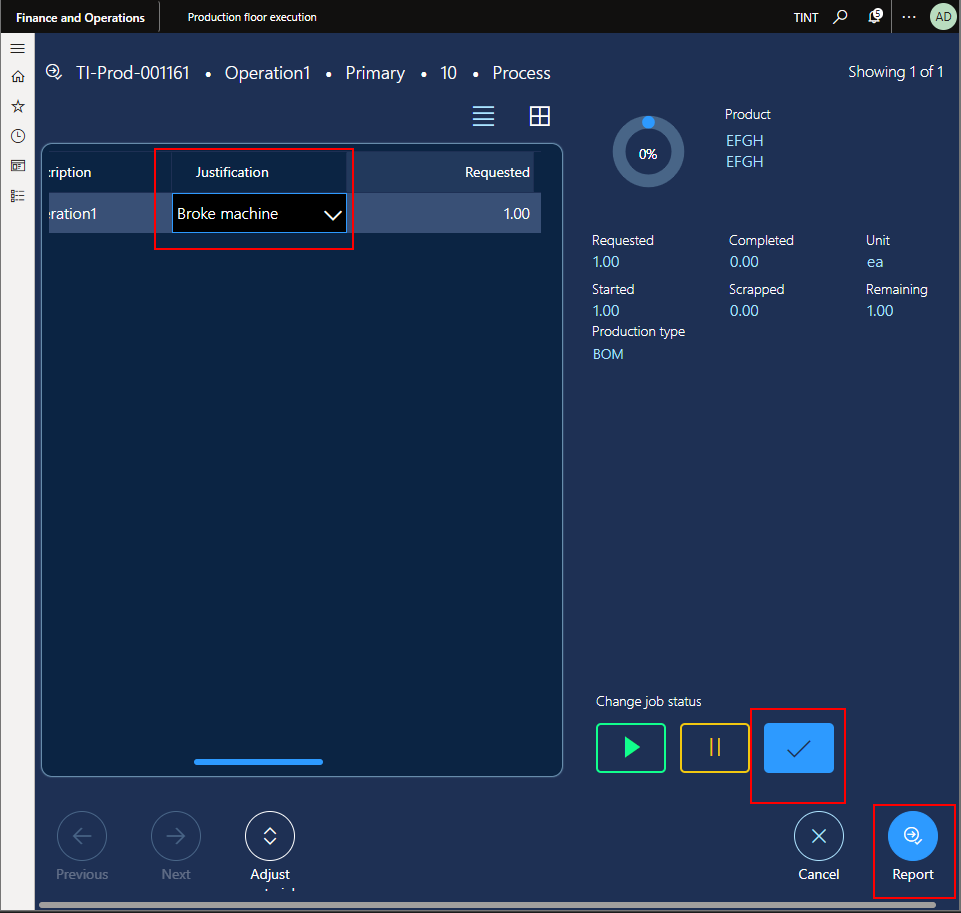 Finance and Operations
Production floor execution
TINT
5
AD
TI-Prod-001161 • Operation1 • Primary • 10 • Process
Showing 1 of 1
cription
Justification
Requested
eration1
Broke machine
1.00
0%
Product
EFGH
EFGH
Requested
Completed
Unit
1.00
0.00
ea
Started
Scrapped
Remaining
1.00
0.00
1.00
Production type
BOM
Change job status
Previous
Next
Adjust
Cancel
Report